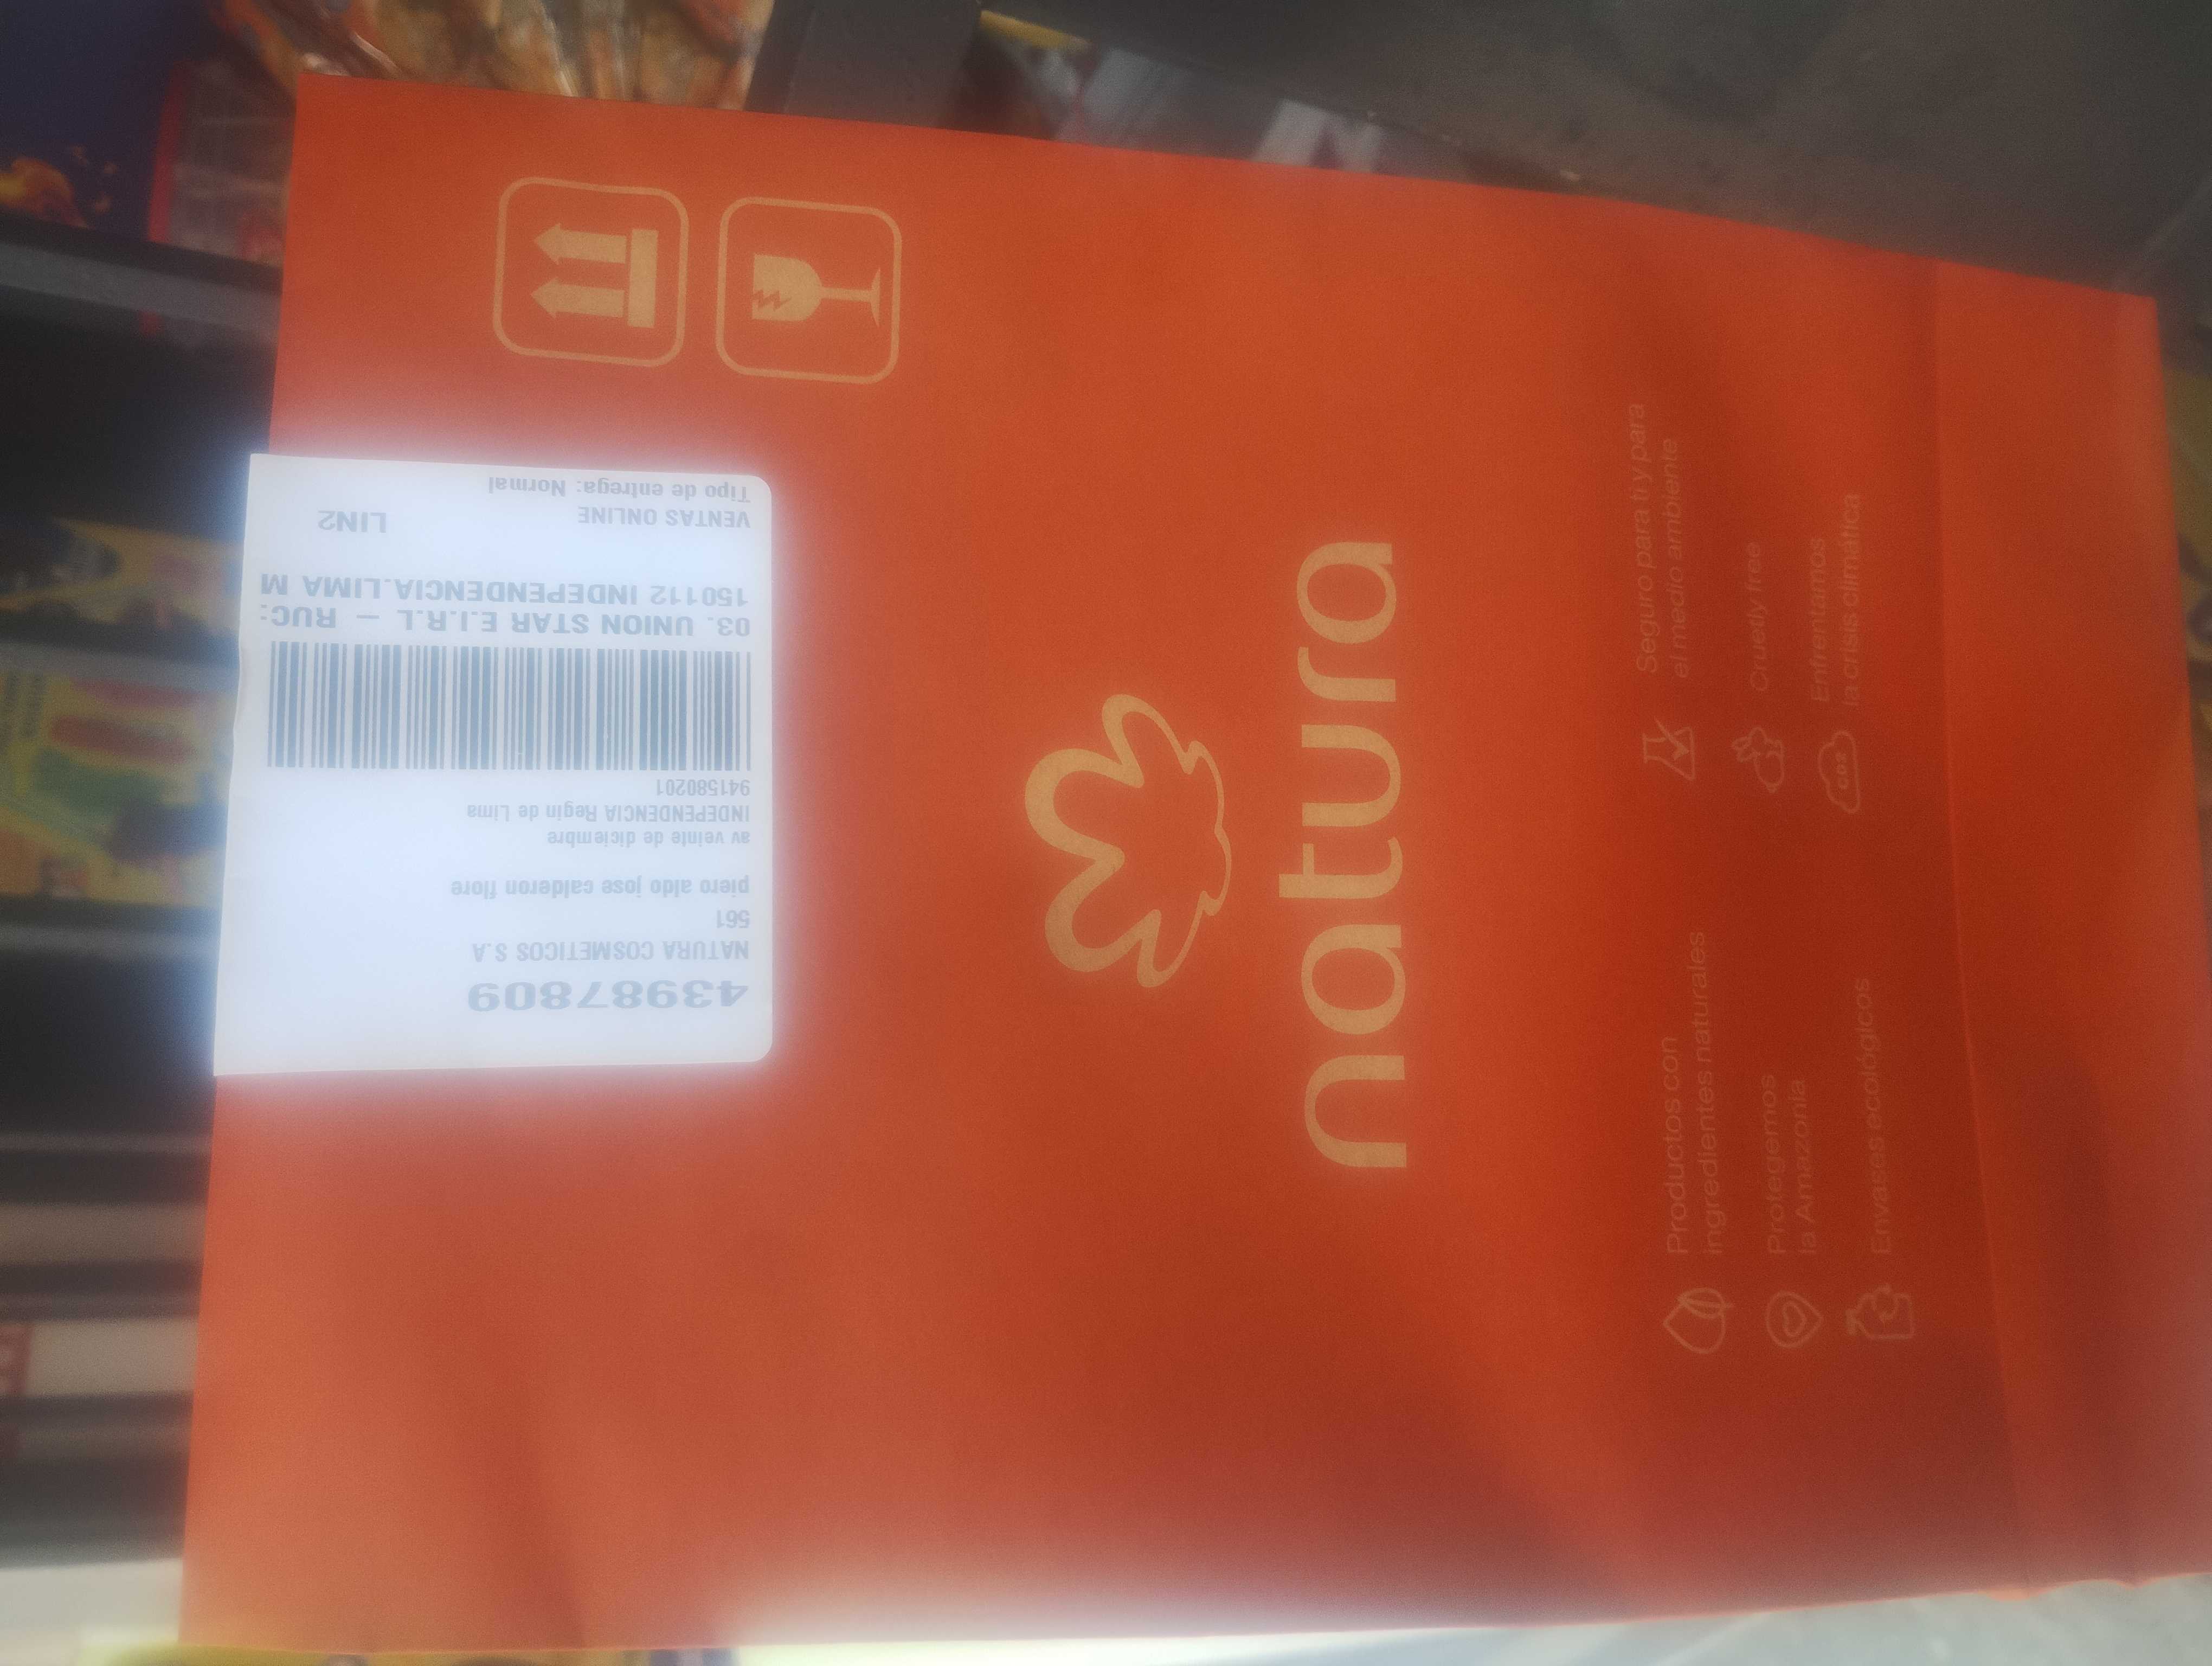 43987809
NATURA COSMETICOS S.A
561
piero aldo jose calderon flore
av veinte de diciembre
INDEPENDENCIA Regin de Lima
941580201
03. UNION STAR E.I.R.L - RUC:
150112 INDEPENDENCIA.LIMA M
VENTAS ONLINE LIN2
Tipo de entrega: Normal
natura
Productos con
ingredientes naturales
Protegemos
la Amazonía
Envases ecológicos
Seguro para ti y para
el medio ambiente
Cruetly free
CO2
Enfrentamos
la crisis climática